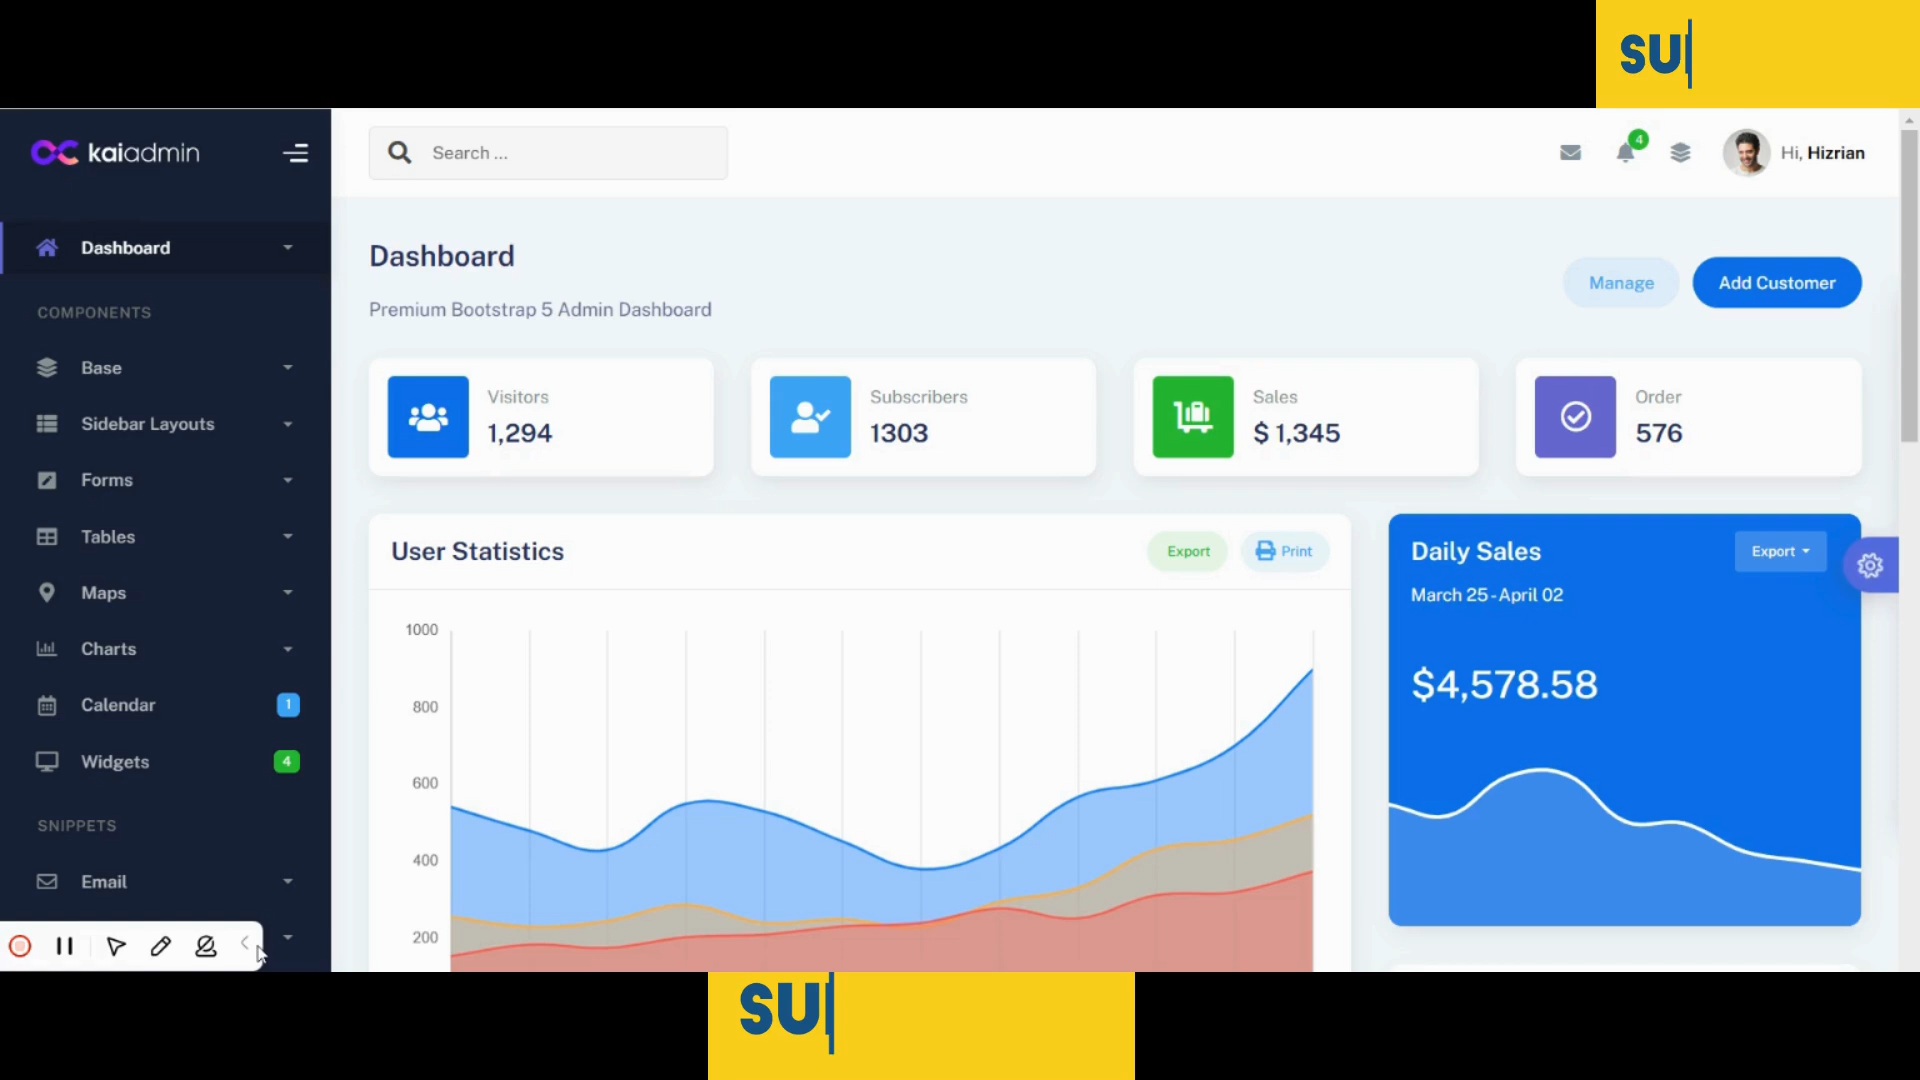 SU
kaiadmin
Search ...
4
Hi, Hizrian
Dashboard
COMPONENTS
Base
Sidebar Layouts
Forms
Tables
Maps
Charts
Calendar
1
Widgets
4
SNIPPETS
Email
Dashboard
Premium Bootstrap 5 Admin Dashboard
Manage
Add Customer
Visitors
1,294
Subscribers
1303
Sales
$ 1,345
Order
576
User Statistics
Export
Print
1000
800
600
400
200
Daily Sales
Export
March 25 - April 02
$4,578.58
SU